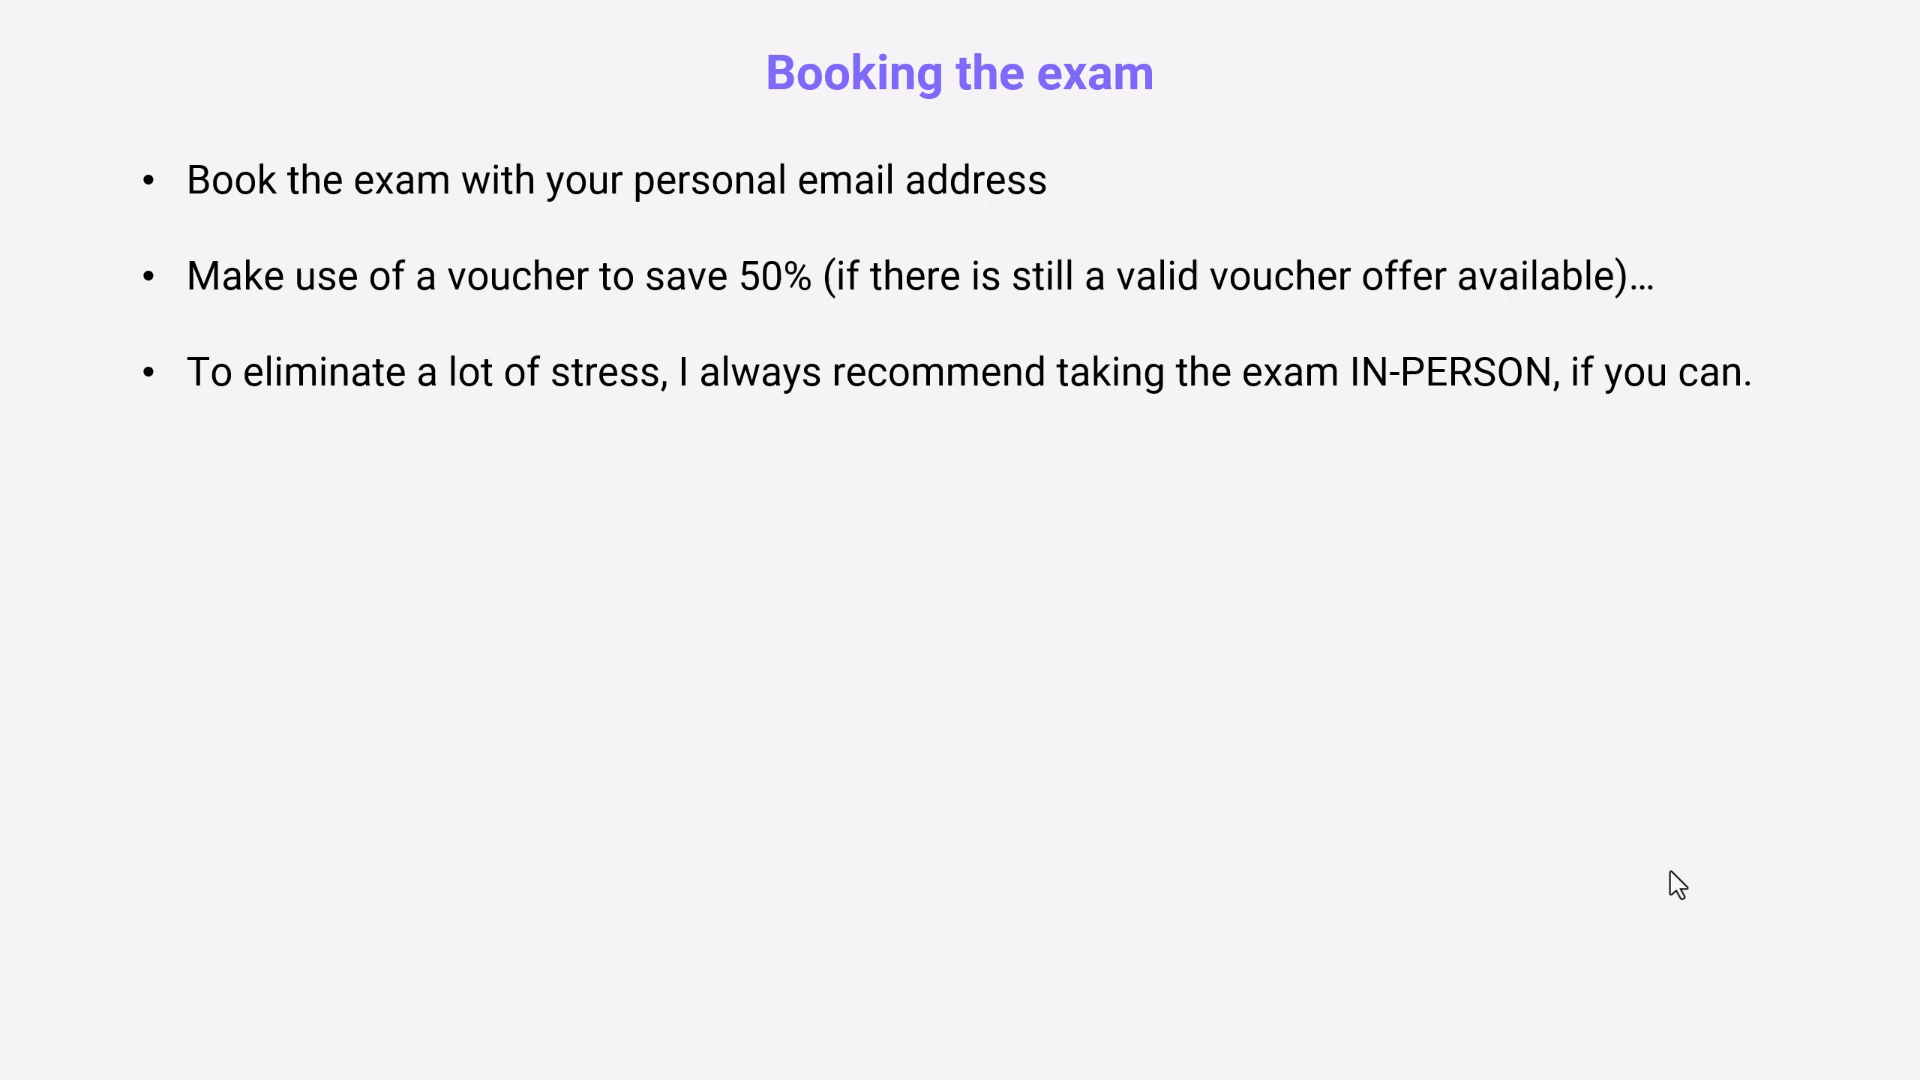 Booking the exam
• Book the exam with your personal email address
• Make use of a voucher to save 50% (if there is still a valid voucher offer available)…
• To eliminate a lot of stress, I always recommend taking the exam IN-PERSON, if you can.